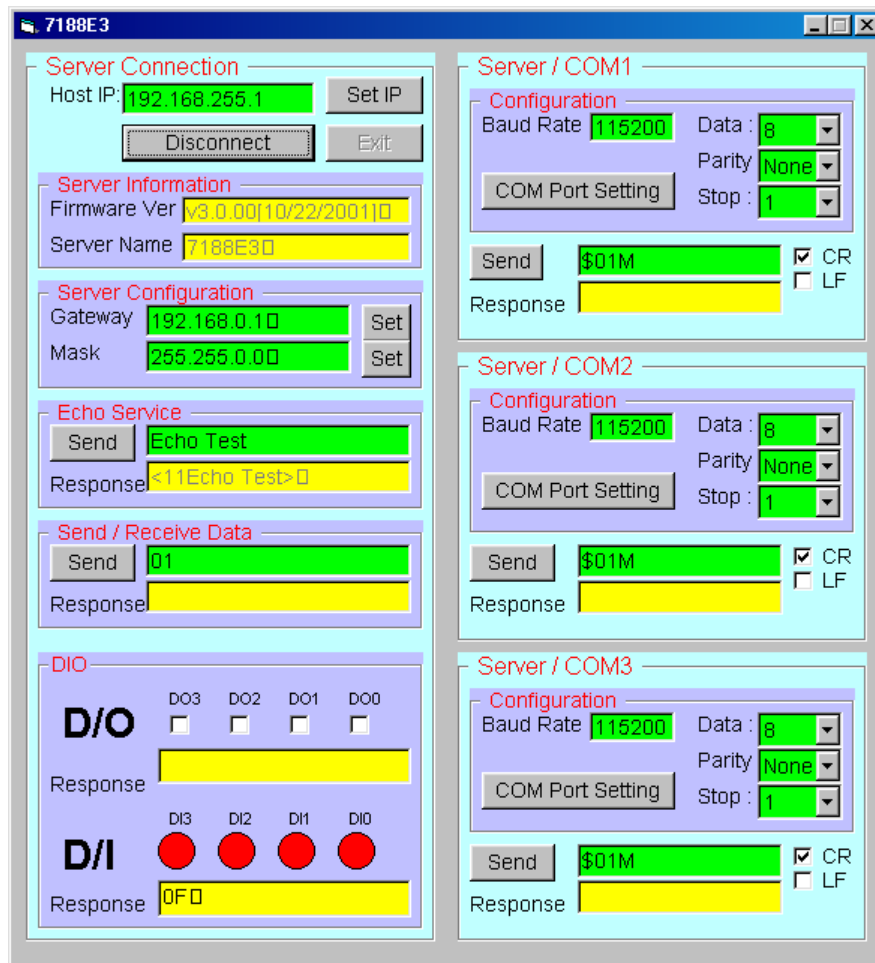 7188E3
Server Connection
Host IP: 192.168.255.1 Set IP
Disconnect Exit
Server Information
Firmware Ver v3.0.00[10/22/2001]▯
Server Name 7188E3▯
Server Configuration
Gateway 192.168.0.1▯ Set
Mask 255.255.0.0▯ Set
Echo Service
Send Echo Test
Response <11Echo Test>▯
Send / Receive Data
Send 01
Response
DIO
D/O DO3 DO2 DO1 DO0
Response
D/I DI3 DI2 DI1 DI0
Response 0F▯
Server / COM1
Configuration
Baud Rate 115200 Data : 8
Parity None
COM Port Setting Stop : 1
Send $01M CR
LF
Response
Server / COM2
Configuration
Baud Rate 115200 Data : 8
Parity None
COM Port Setting Stop : 1
Send $01M CR
LF
Response
Server / COM3
Configuration
Baud Rate 115200 Data : 8
Parity None
COM Port Setting Stop : 1
Send $01M CR
LF
Response